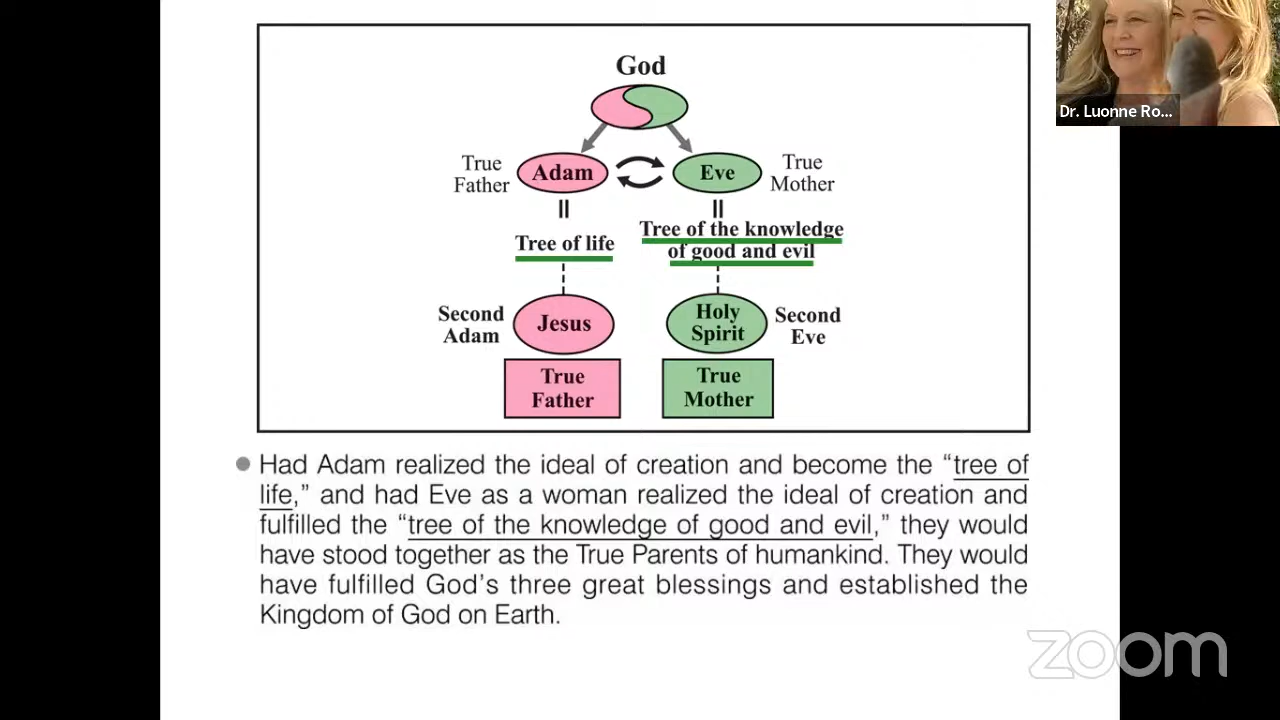 God
Dr. Luonne Ro...
True
Father
Adam
Eve
True
Mother
Tree of life
Tree of the knowledge
of good and evil
Second
Adam
Jesus
Holy
Spirit
Second
Eve
True
Father
True
Mother
Had Adam realized the ideal of creation and become the “tree of
life,” and had Eve as a woman realized the ideal of creation and
fulfilled the “tree of the knowledge of good and evil,” they would
have stood together as the True Parents of humankind. They would
have fulfilled God’s three great blessings and established the
Kingdom of God on Earth.
zoom